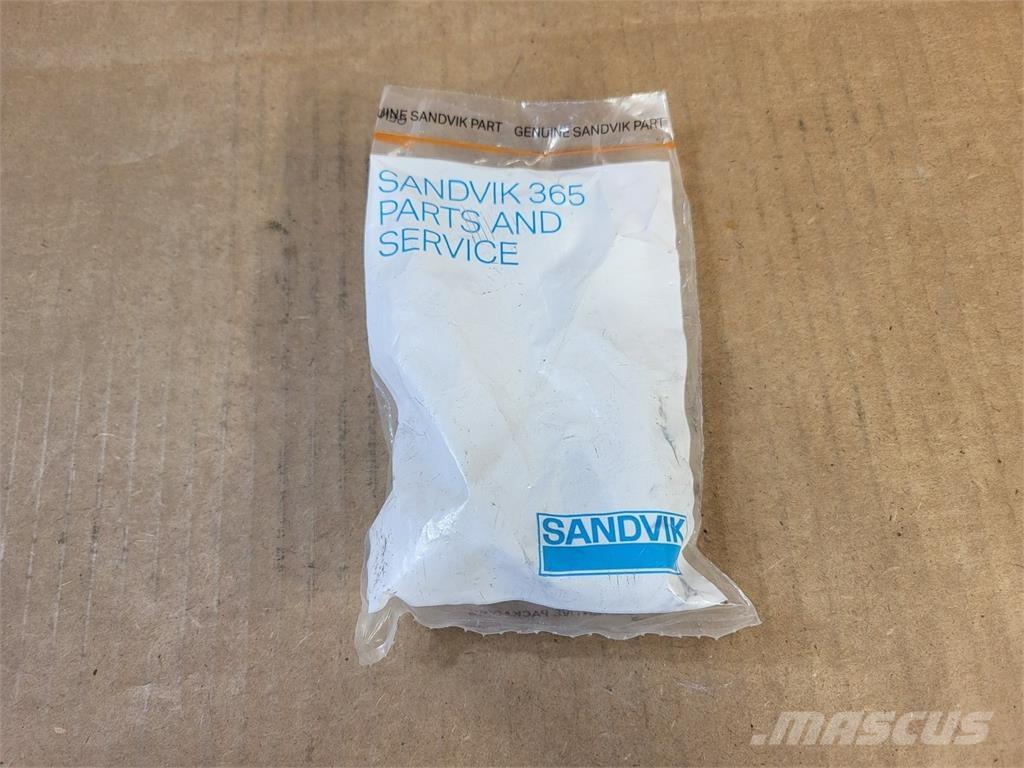 GENUINE SANDVIK PART
SANDVIK 365
PARTS AND
SERVICE
SANDVIK
MASCUS